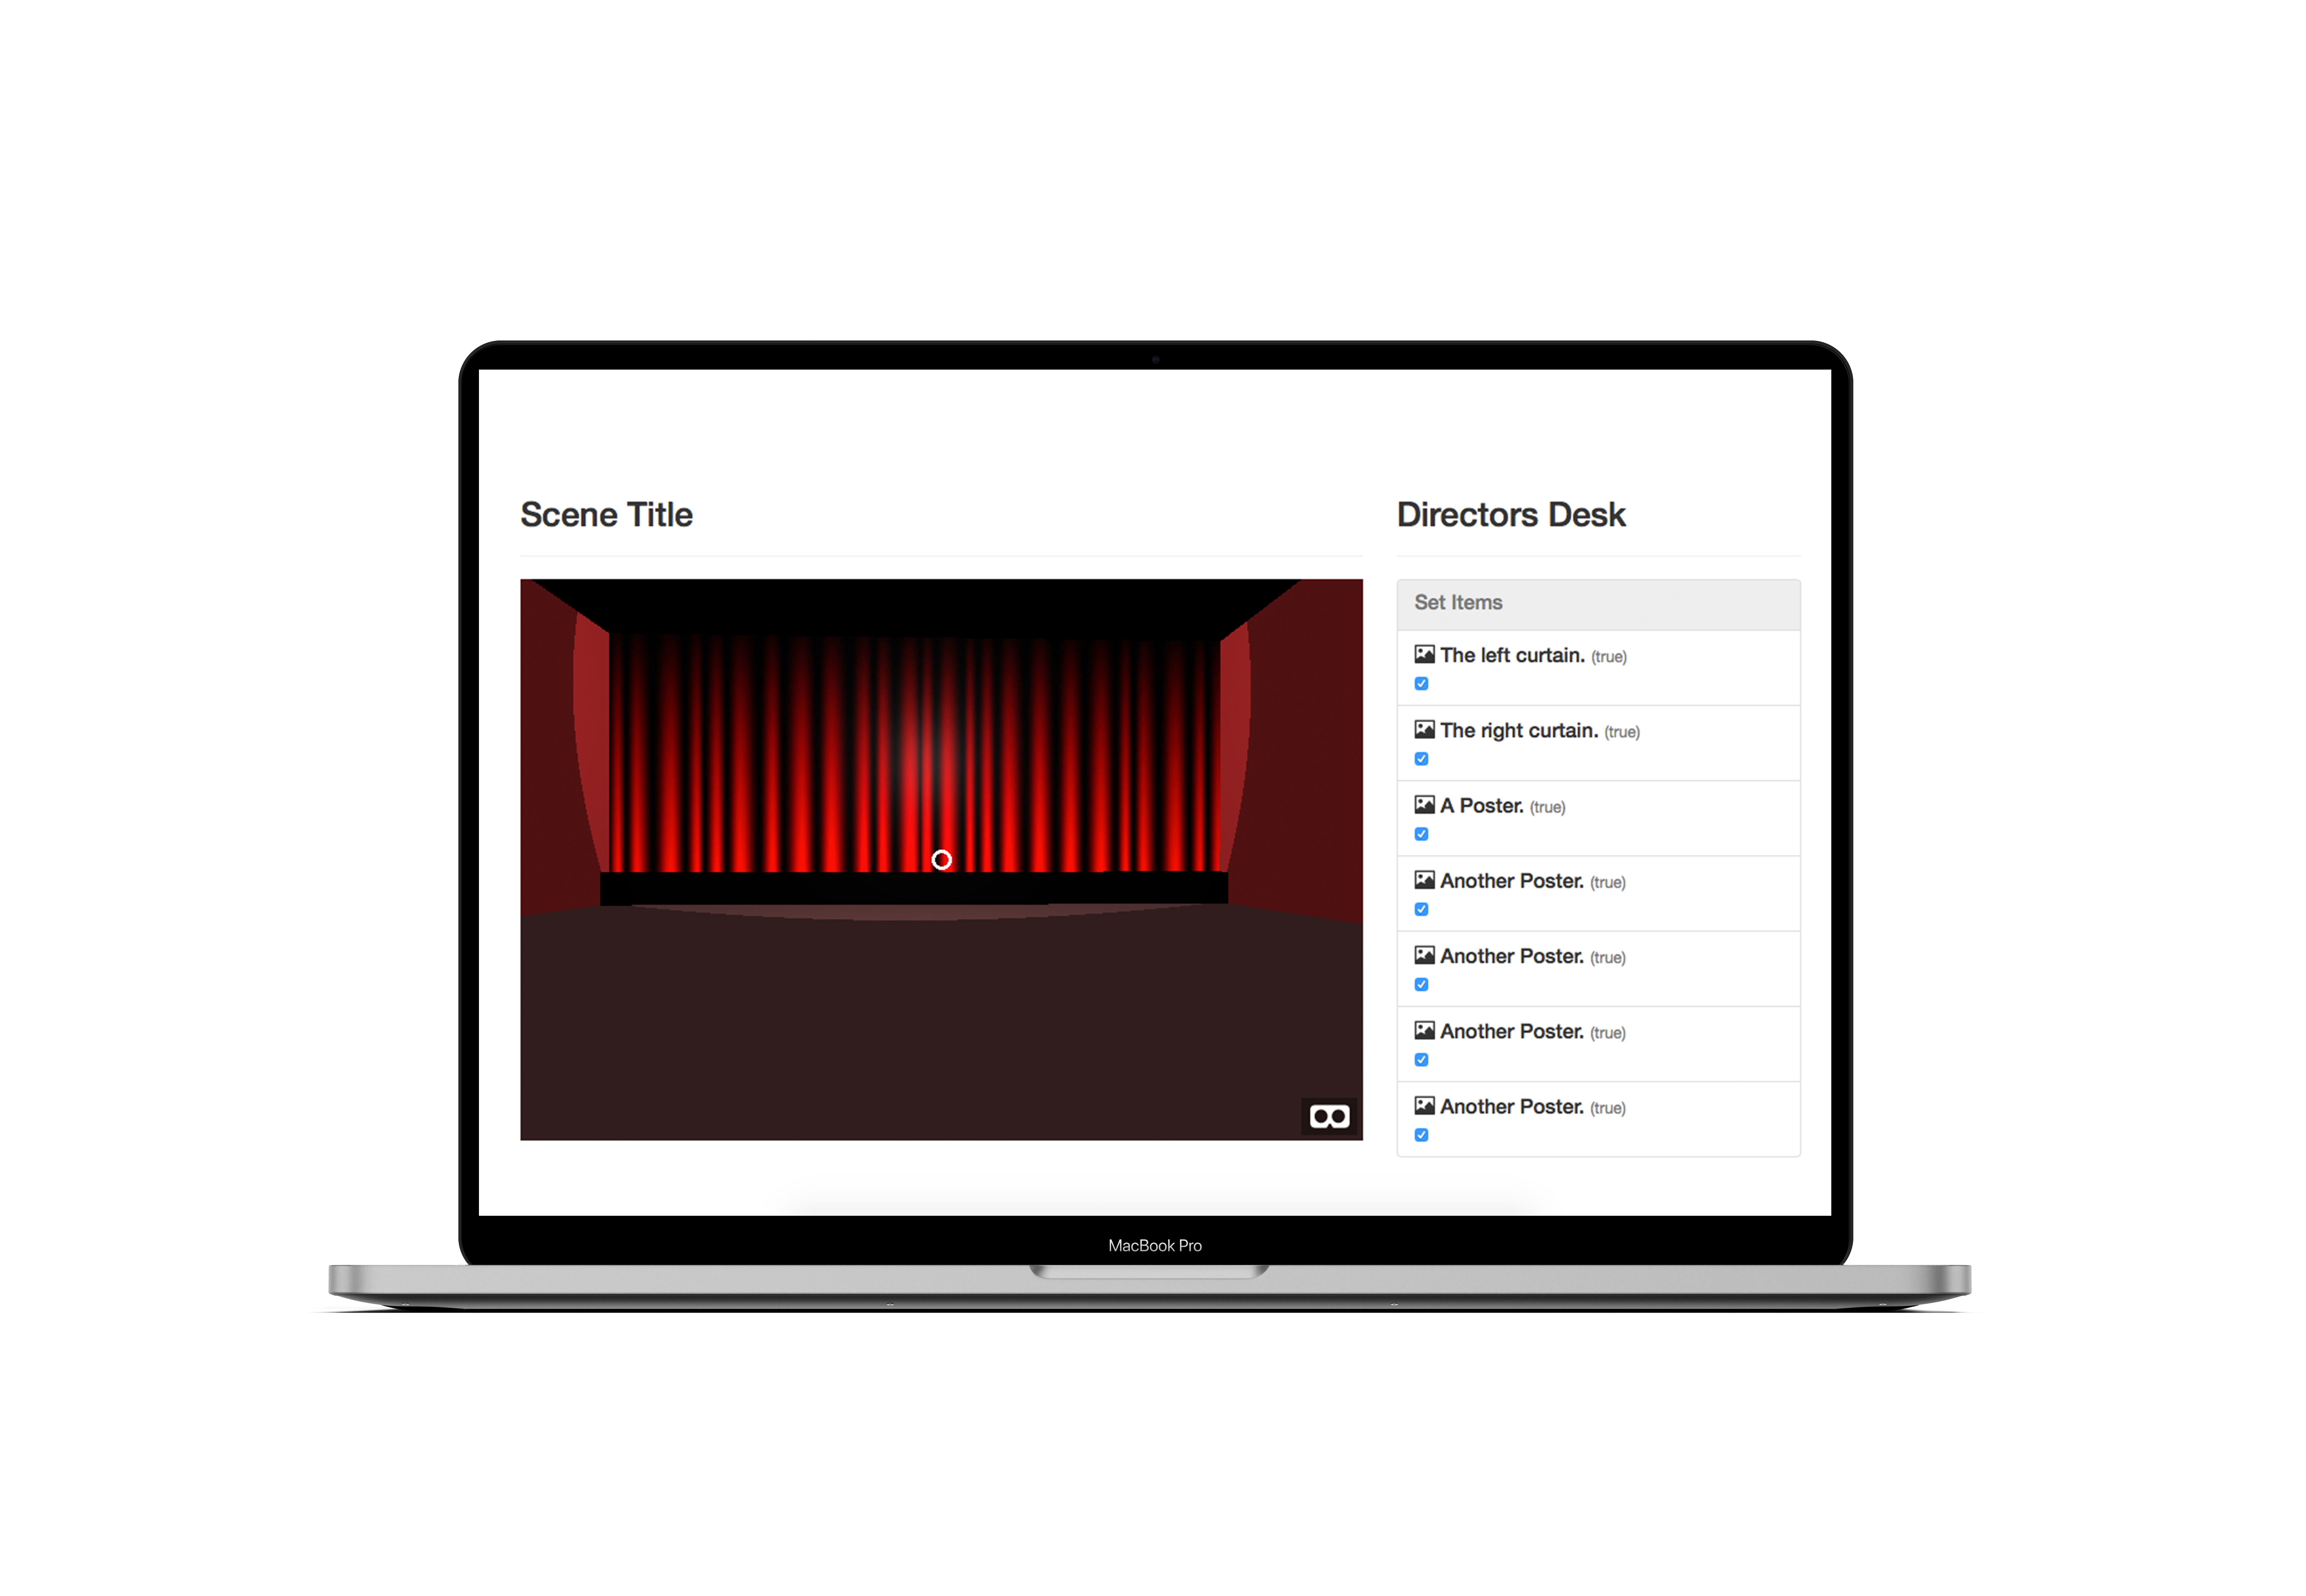 Scene Title
Directors Desk
Set Items
The left curtain. (true)
The right curtain. (true)
A Poster. (true)
Another Poster. (true)
Another Poster. (true)
Another Poster. (true)
Another Poster. (true)
MacBook Pro